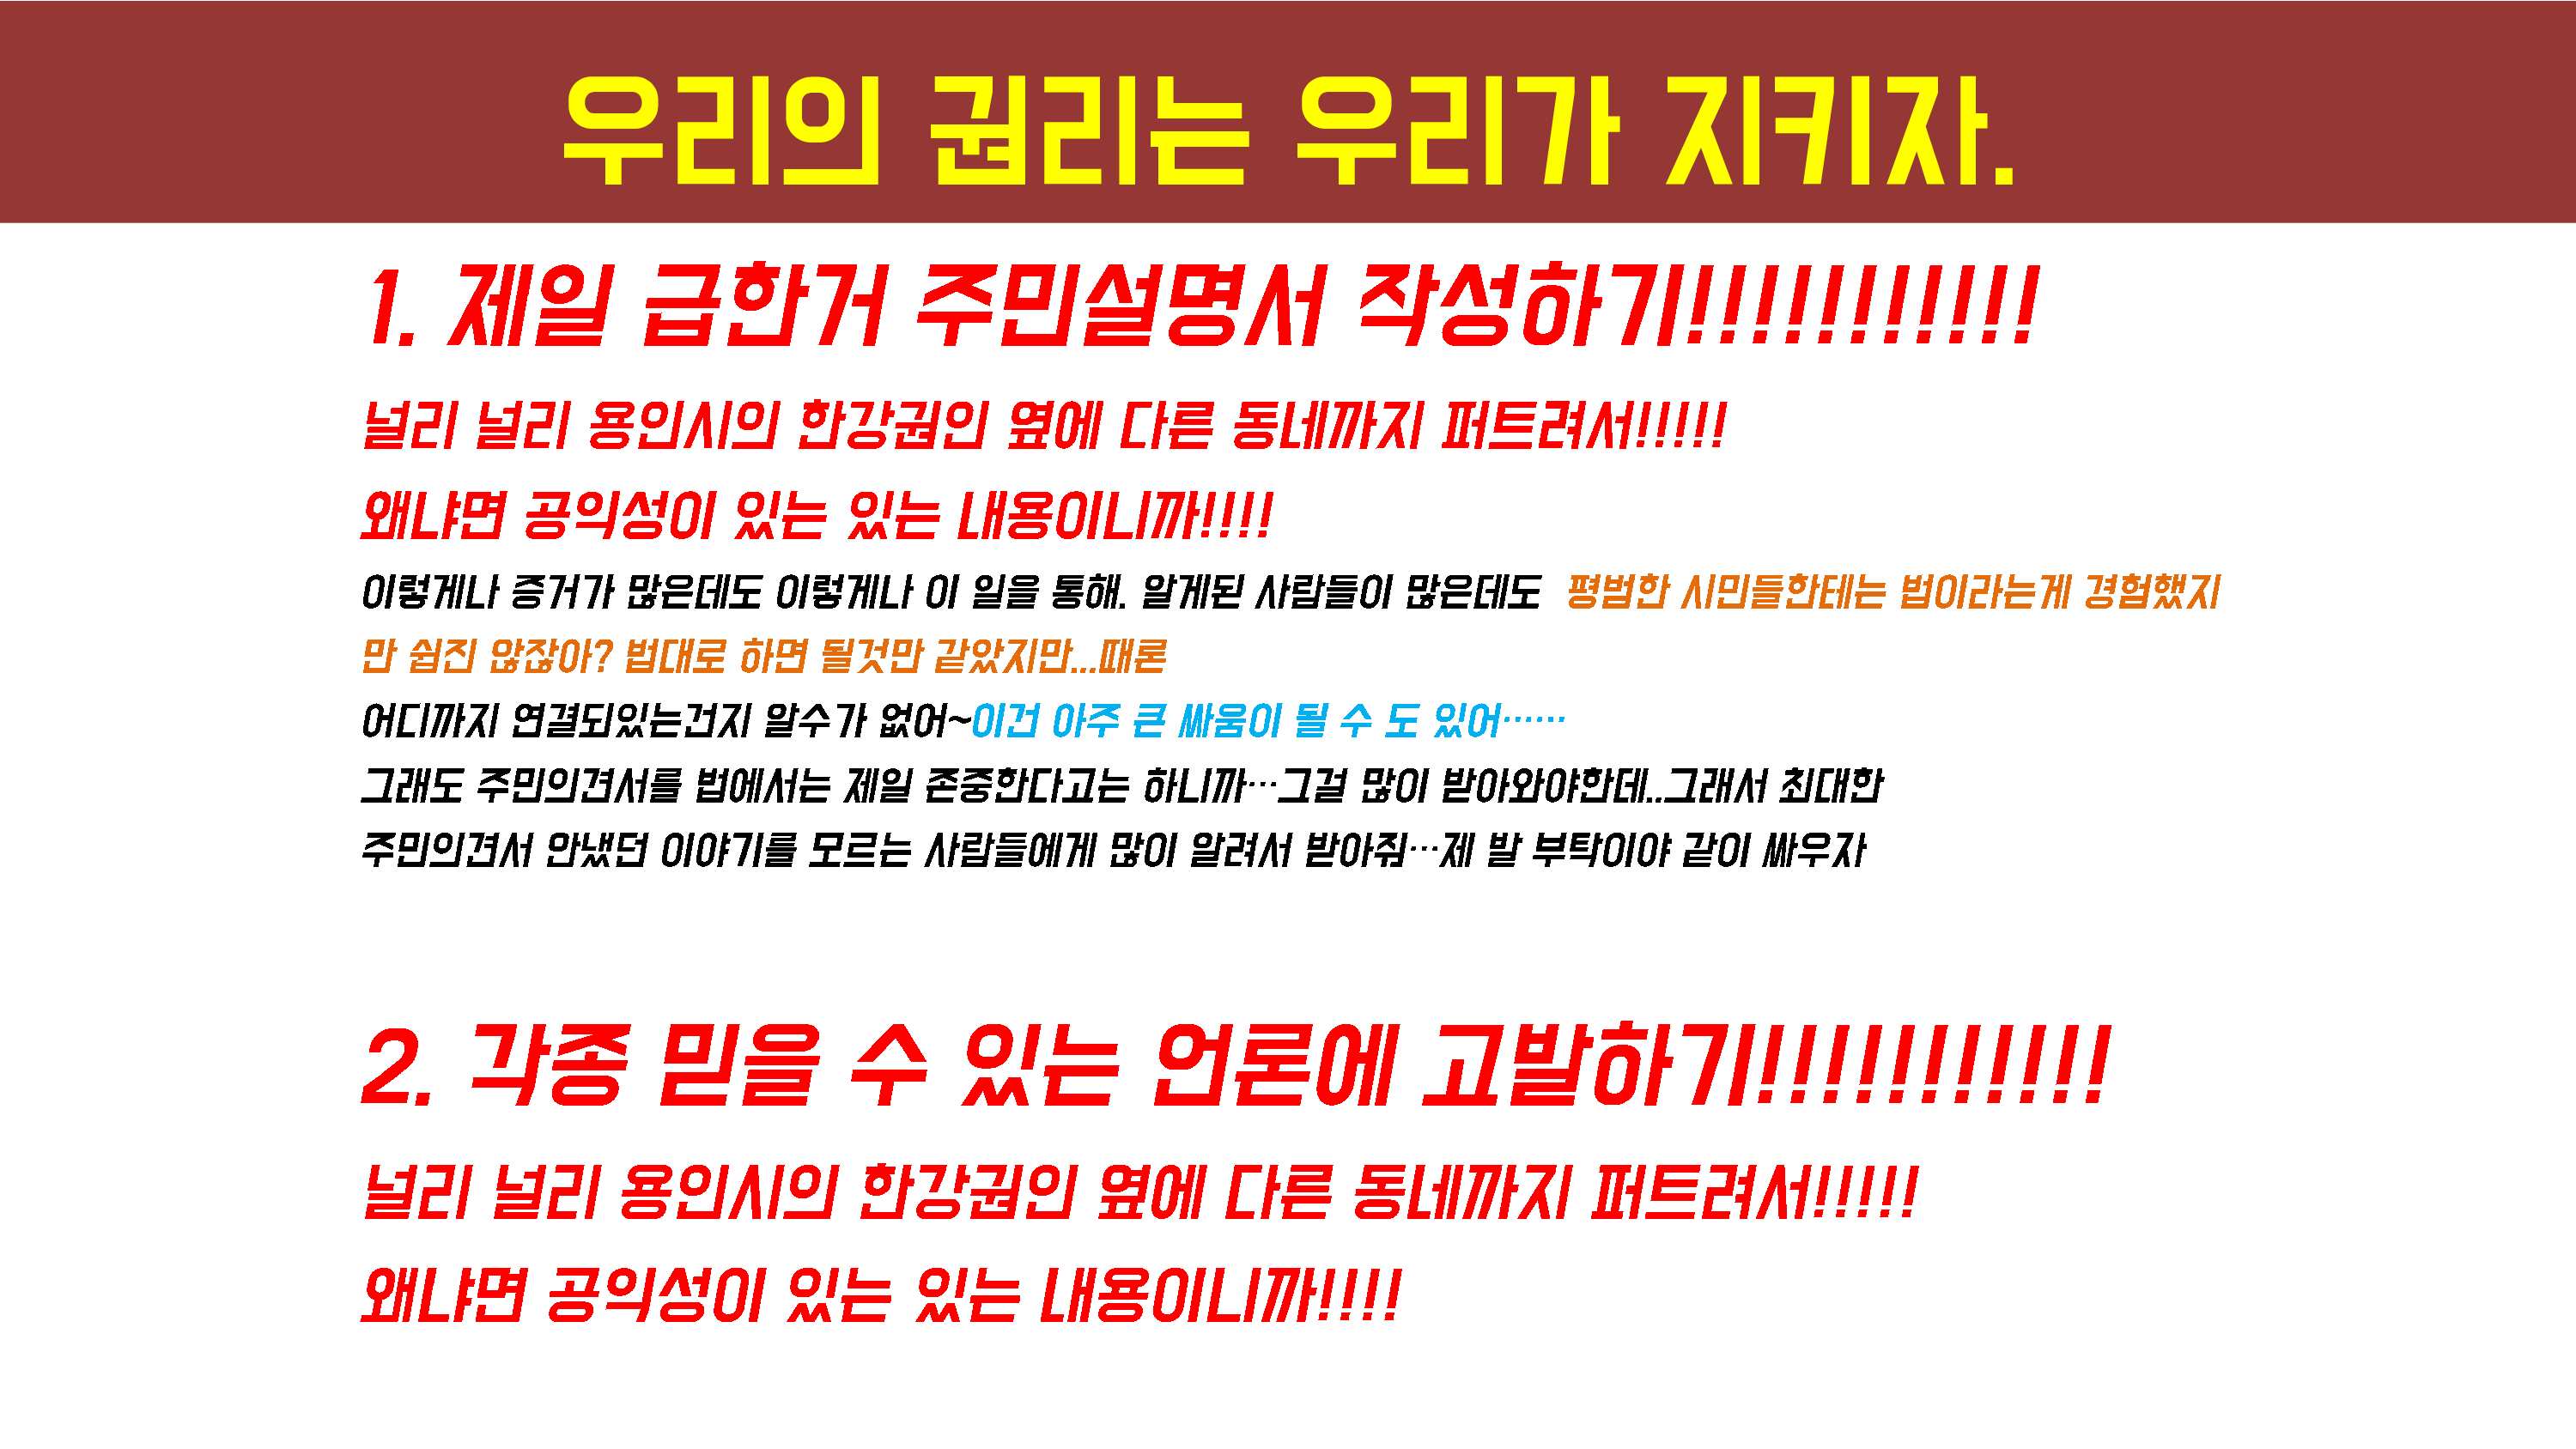 우리의 권리는 우리가 지키자.
1. 제일 급한거 주민설명서 작성하기!!!!!!!!!!!
널리 널리 용인시의 한강권인 옆에 다른 동네까지 퍼트려서!!!!!
왜냐면 공익성이 있는 있는 내용이니까!!!!
이렇게나 증거가 많은데도 이렇게나 이 일을 통해. 알게된 사람들이 많은데도 평범한 시민들한테는 법이라는게 경험했지
만 쉽진 않잖아? 법대로 하면 될것만 같았지만...때론
어디까지 연결되있는건지 알수가 없어~이건 아주 큰 싸움이 될 수 도 있어……
그래도 주민의견서를 법에서는 제일 존중한다고는 하니까…그걸 많이 받아와야한데..그래서 최대한
주민의견서 안냈던 이야기를 모르는 사람들에게 많이 알려서 받아줘…제 발 부탁이야 같이 싸우자
2. 각종 믿을 수 있는 언론에 고발하기!!!!!!!!!!!
널리 널리 용인시의 한강권인 옆에 다른 동네까지 퍼트려서!!!!!
왜냐면 공익성이 있는 있는 내용이니까!!!!